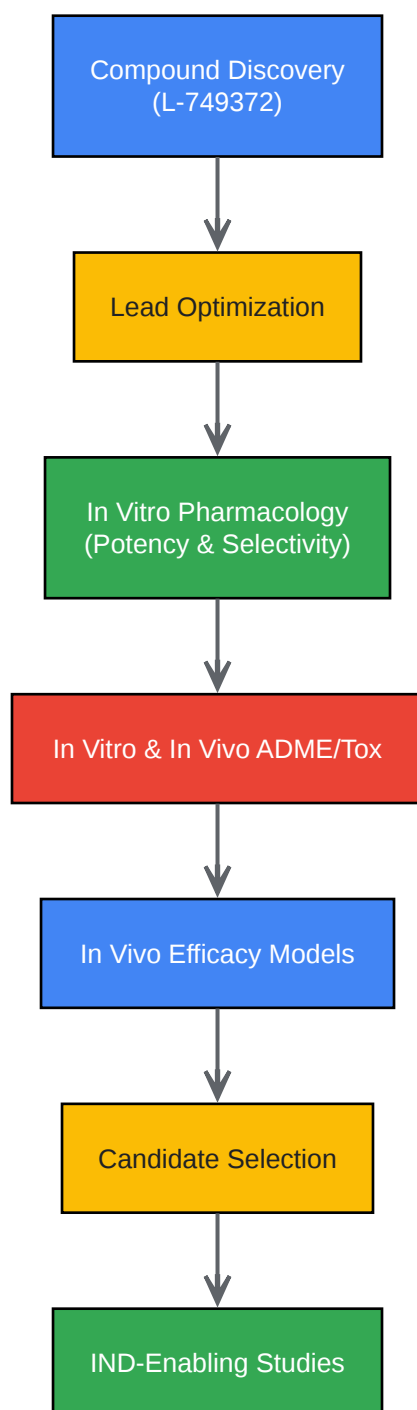 Compound Discovery
(L-749372)
Lead Optimization
In Vitro Pharmacology
(Potency & Selectivity)
In Vitro & In Vivo ADME/Tox
In Vivo Efficacy Models
Candidate Selection
IND-Enabling Studies